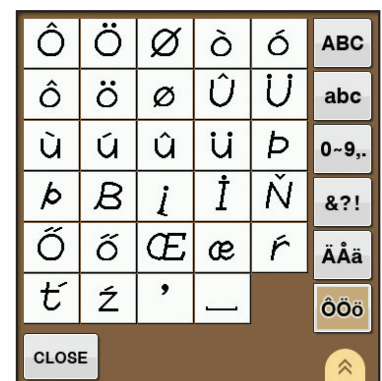 Ô Ö Ø ò ó ABC
ô ö ø Û Ü abc
ù ú û ü Þ 0~9,.
þ ß į İ Ň &?!
Ő ő Œ œ ŕ ÄÅä
ť ź ’ ÔÖö
CLOSE